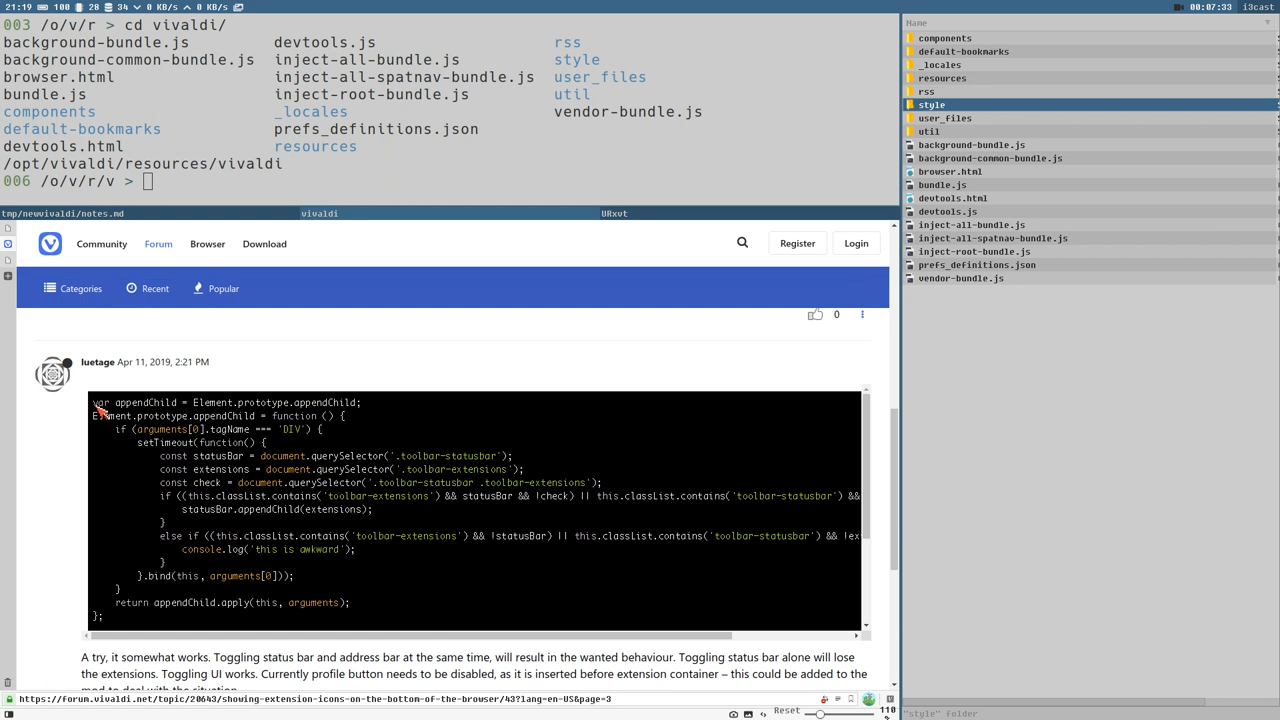 21:19 100 28 34 0 KB/s 0 KB/s
00:07:33 i3cast
003 /o/v/r > cd vivaldi/
background-bundle.js devtools.js rss
background-common-bundle.js inject-all-bundle.js style
browser.html inject-all-spatnav-bundle.js user_files
bundle.js inject-root-bundle.js util
components _locales vendor-bundle.js
default-bookmarks prefs_definitions.json
devtools.html resources
/opt/vivaldi/resources/vivaldi
006 /o/v/r/v >
tmp/newvivaldi/notes.md vivaldi URxvt
Community Forum Browser Download Register Login
Categories Recent Popular
0
luetage Apr 11, 2019, 2:21 PM
var appendChild = Element.prototype.appendChild;
Element.prototype.appendChild = function () {
if (arguments[0].tagName === 'DIV') {
setTimeout(function() {
const statusBar = document.querySelector('.toolbar-statusbar');
const extensions = document.querySelector('.toolbar-extensions');
const check = document.querySelector('.toolbar-statusbar .toolbar-extensions');
if ((this.classList.contains('toolbar-extensions') && statusBar && !check) || this.classList.contains('toolbar-statusbar') &&
statusBar.appendChild(extensions);
}
else if ((this.classList.contains('toolbar-extensions') && !statusBar) || this.classList.contains('toolbar-statusbar') && !ex
console.log('this is awkward');
}
}.bind(this, arguments[0]));
}
return appendChild.apply(this, arguments);
};
A try, it somewhat works. Toggling status bar and address bar at the same time, will result in the wanted behaviour. Toggling status bar alone will lose
the extensions. Toggling UI works. Currently profile button needs to be disabled, as it is inserted before extension container – this could be added to the
mod to deal with the situation.
https://forum.vivaldi.net/topic/20643/showing-extension-icons-on-the-bottom-of-the-browser/43?lang=en-US&page=3
Reset 110 %
Name
components
default-bookmarks
_locales
resources
rss
style
user_files
util
background-bundle.js
background-common-bundle.js
browser.html
bundle.js
devtools.html
devtools.js
inject-all-bundle.js
inject-all-spatnav-bundle.js
inject-root-bundle.js
prefs_definitions.json
vendor-bundle.js
"style" folder